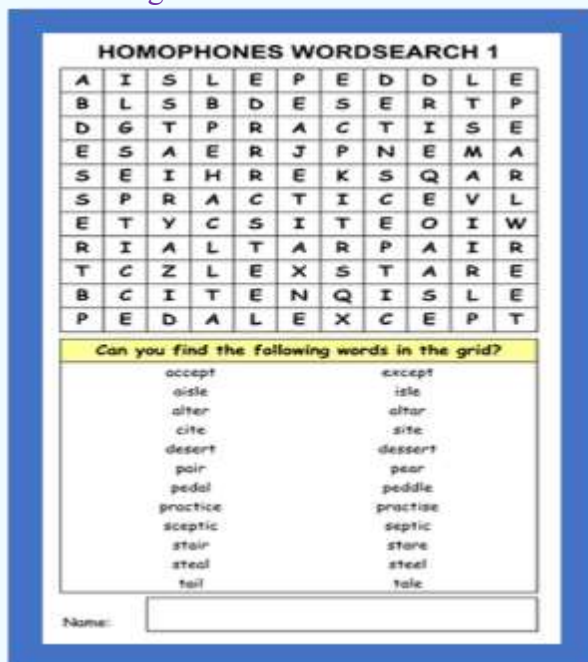 HOMOPHONES WORDSEARCH 1
A I S L E P E D D L E
B L S B D E S E R T P
D G T P R A C T I S E
E S A E R J P N E M A
S E I H R E K S Q A R
S P R A C T I C E V L
E T Y C S I T E O I W
R I A L T A R P A I R
T C Z L E X S T A R E
B C I T E N Q I S L E
P E D A L E X C E P T
Can you find the following words in the grid?
accept except
aisle isle
alter altar
cite site
desert dessert
pair pear
pedal peddle
practice practise
sceptic septic
stair stare
steal steel
tail tale
Name: